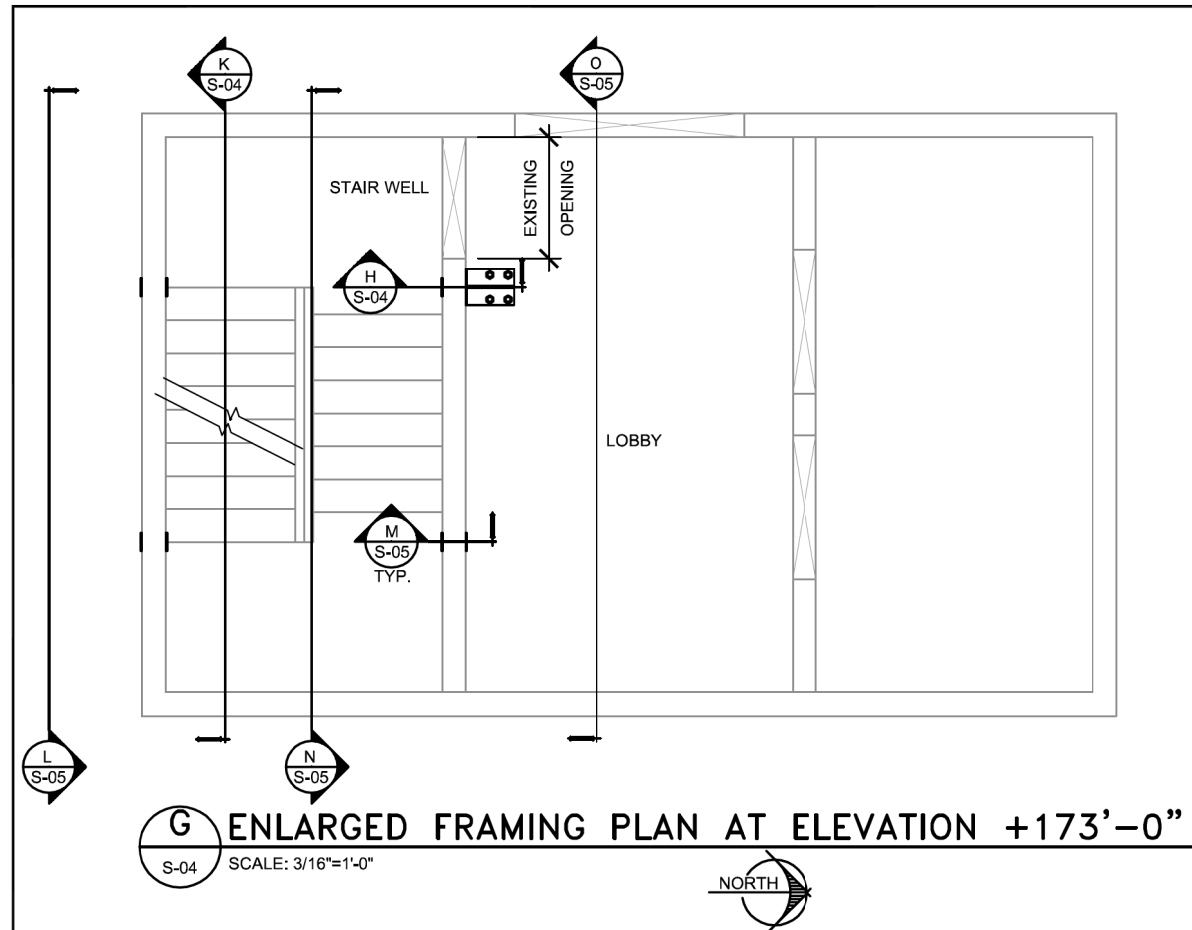 K
S-04
O
S-05
STAIR WELL
EXISTING
OPENING
H
S-04
LOBBY
M
S-05
TYP.
L
S-05
N
S-05
G
S-04
ENLARGED FRAMING PLAN AT ELEVATION +173'-0"
SCALE: 3/16"=1'-0"
NORTH